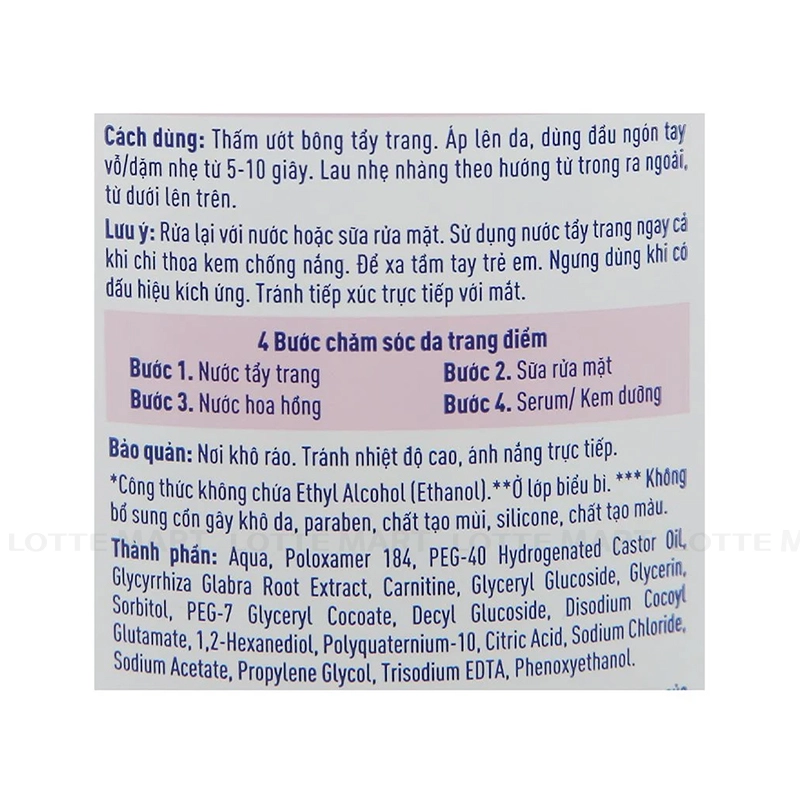 Cách dùng: Thấm ướt bông tẩy trang. Áp lên da, dùng đầu ngón tay
vỗ/dặm nhẹ từ 5-10 giây. Lau nhẹ nhàng theo hướng từ trong ra ngoài,
từ dưới lên trên.
Lưu ý: Rửa lại với nước hoặc sữa rửa mặt. Sử dụng nước tẩy trang ngay cả
khi chỉ thoa kem chống nắng. Để xa tầm tay trẻ em. Ngưng dùng khi có
dấu hiệu kích ứng. Tránh tiếp xúc trực tiếp với mắt.
4 Bước chăm sóc da trang điểm
Bước 1. Nước tẩy trang Bước 2. Sữa rửa mặt
Bước 3. Nước hoa hồng Bước 4. Serum/ Kem dưỡng
Bảo quản: Nơi khô ráo. Tránh nhiệt độ cao, ánh nắng trực tiếp.
*Công thức không chứa Ethyl Alcohol (Ethanol).**Ở lớp biểu bì. *** Không
bổ sung cồn gây khô da, paraben, chất tạo mùi, silicone, chất tạo màu.
LOTTE MART LOTTE MART LOTTE MART LOTTE MART
Thành phần: Aqua, Poloxamer 184, PEG-40 Hydrogenated Castor Oil,
Glycyrrhiza Glabra Root Extract, Carnitine, Glyceryl Glucoside, Glycerin,
Sorbitol, PEG-7 Glyceryl Cocoate, Decyl Glucoside, Disodium Cocoyl
Glutamate, 1,2-Hexanediol, Polyquaternium-10, Citric Acid, Sodium Chloride,
Sodium Acetate, Propylene Glycol, Trisodium EDTA, Phenoxyethanol.